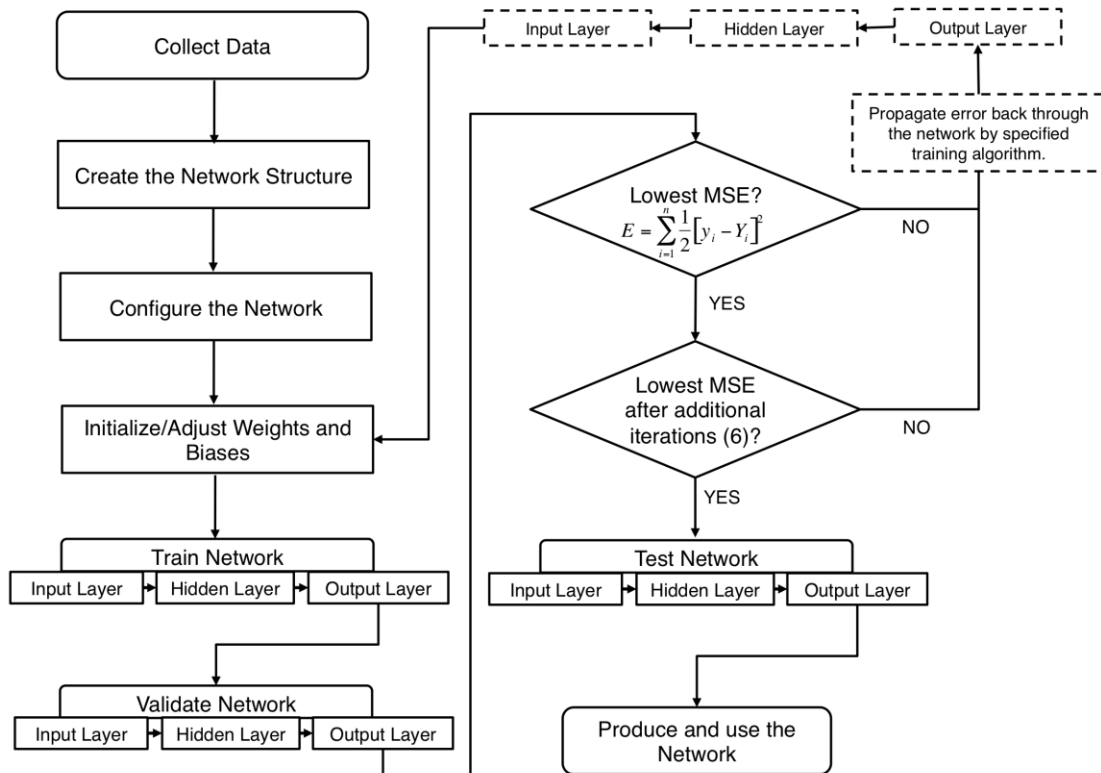 Collect Data
Create the Network Structure
Configure the Network
Initialize/Adjust Weights and
Biases
Train Network
Input Layer
Hidden Layer
Output Layer
Validate Network
Input Layer
Hidden Layer
Output Layer
Input Layer
Hidden Layer
Output Layer
Propagate error back through
the network by specified
training algorithm.
Lowest MSE?
E = \sum_{i=1}^{n} \frac{1}{2} [y_i - Y_i]^2
NO
YES
Lowest MSE
after additional
iterations (6)?
NO
YES
Test Network
Input Layer
Hidden Layer
Output Layer
Produce and use the
Network